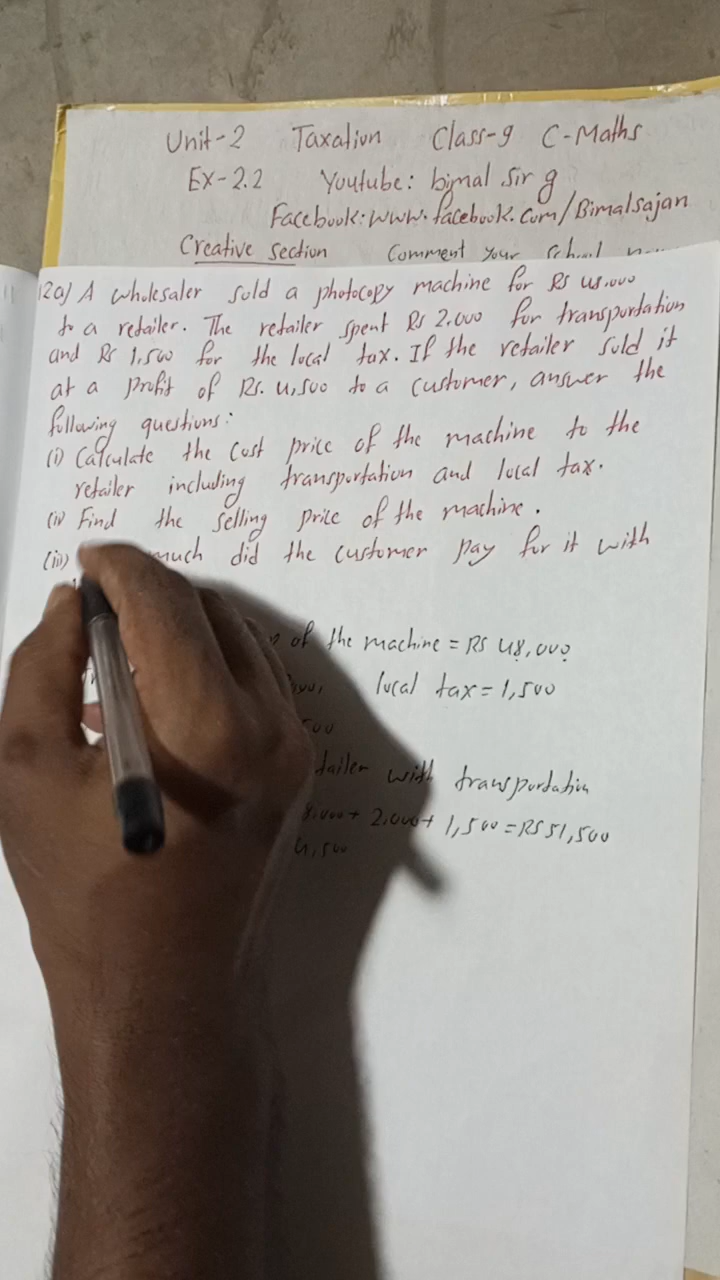 Unit-2 Taxation Class-9 C-Maths
Ex-2.2 Youtube: bimal sir g
Facebook: www.facebook.com/Bimalsajan
Creative section Comment your school
12a) A wholesaler sold a photocopy machine for Rs 48,000
to a retailer. The retailer spent Rs 2,000 for transportation
and Rs 1,500 for the local tax. If the retailer sold it
at a profit of Rs. 4,500 to a customer, answer the
following questions:
(i) Calculate the cost price of the machine to the
retailer including transportation and local tax.
(ii) Find the selling price of the machine.
(iii) much did the customer pay for it with
of the machine = Rs 48,000
local tax = 1,500
with transportation
8,000 + 2,000 + 1,500 = RS 51,500
4,500